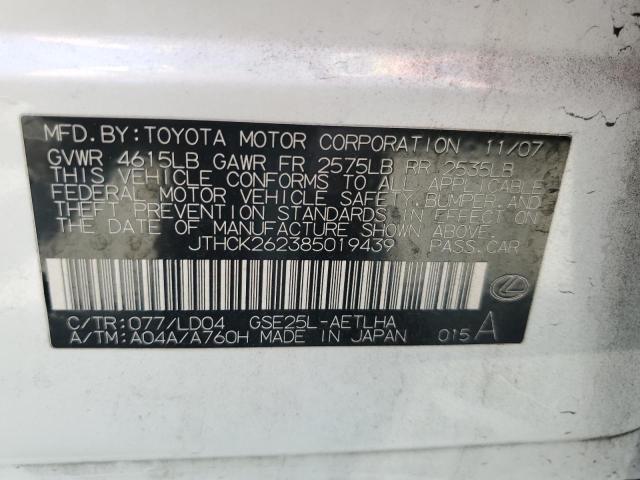 MFD.BY:TOYOTA MOTOR CORPORATION 11/07
GVWR 4615LB GAWR FR 2575LB RR 2535LB
THIS VEHICLE CONFORMS TO ALL APPLICABLE
FEDERAL MOTOR VEHICLE SAFETY, BUMPER, AND
THEFT PREVENTION STANDARDS IN EFFECT ON
THE DATE OF MANUFACTURE SHOWN ABOVE.
JTHCK262385019439 PASS.CAR
C/TR:077/LD04 GSE25L-AETLHA
A/TM:A04A/A760H MADE IN JAPAN 015 A